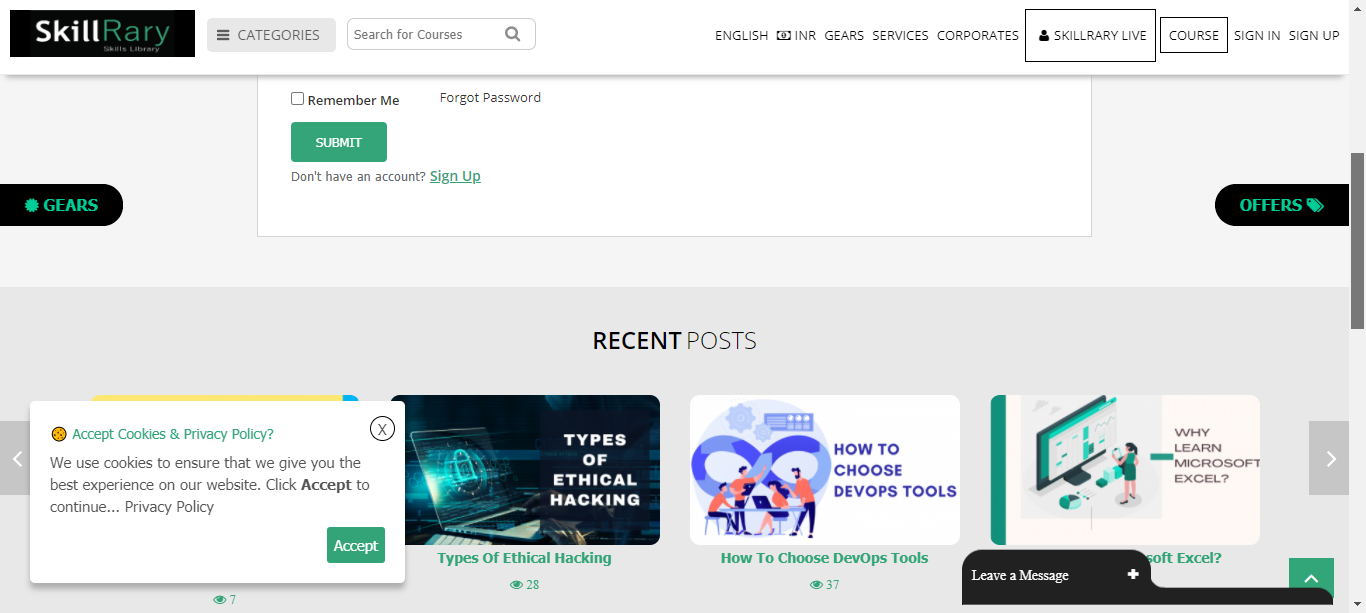 SkillRary
Skills Library
CATEGORIES
Search for Courses
ENGLISH INR GEARS SERVICES CORPORATES SKILLRARY LIVE COURSE SIGN IN SIGN UP
Remember Me
Forgot Password
SUBMIT
Don't have an account? Sign Up
GEARS
OFFERS
RECENT POSTS
Accept Cookies & Privacy Policy?
X
We use cookies to ensure that we give you the
best experience on our website. Click Accept to
continue... Privacy Policy
Accept
7
TYPES
OF
ETHICAL
HACKING
Types Of Ethical Hacking
28
HOW TO
CHOOSE
DEVOPS TOOLS
How To Choose DevOps Tools
37
WHY
LEARN
MICROSOFT
EXCEL?
soft Excel?
Leave a Message